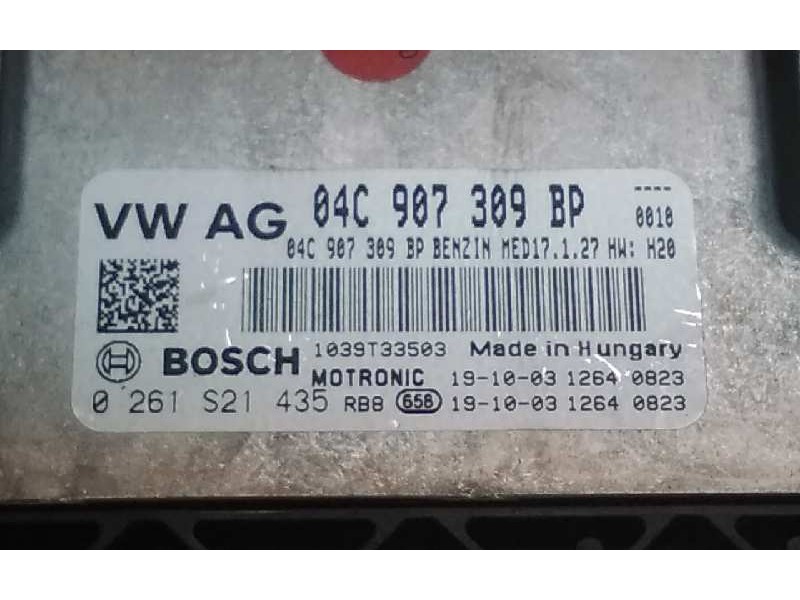 VW AG 04C 907 309 BP ----
0010
04C 907 309 BP BENZIN MED17.1.27 HW: H20
BOSCH 1039T33503 Made in Hungary
MOTRONIC 19-10-03 1264 0823
0 261 S21 435 RB8 658 19-10-03 1264 0823